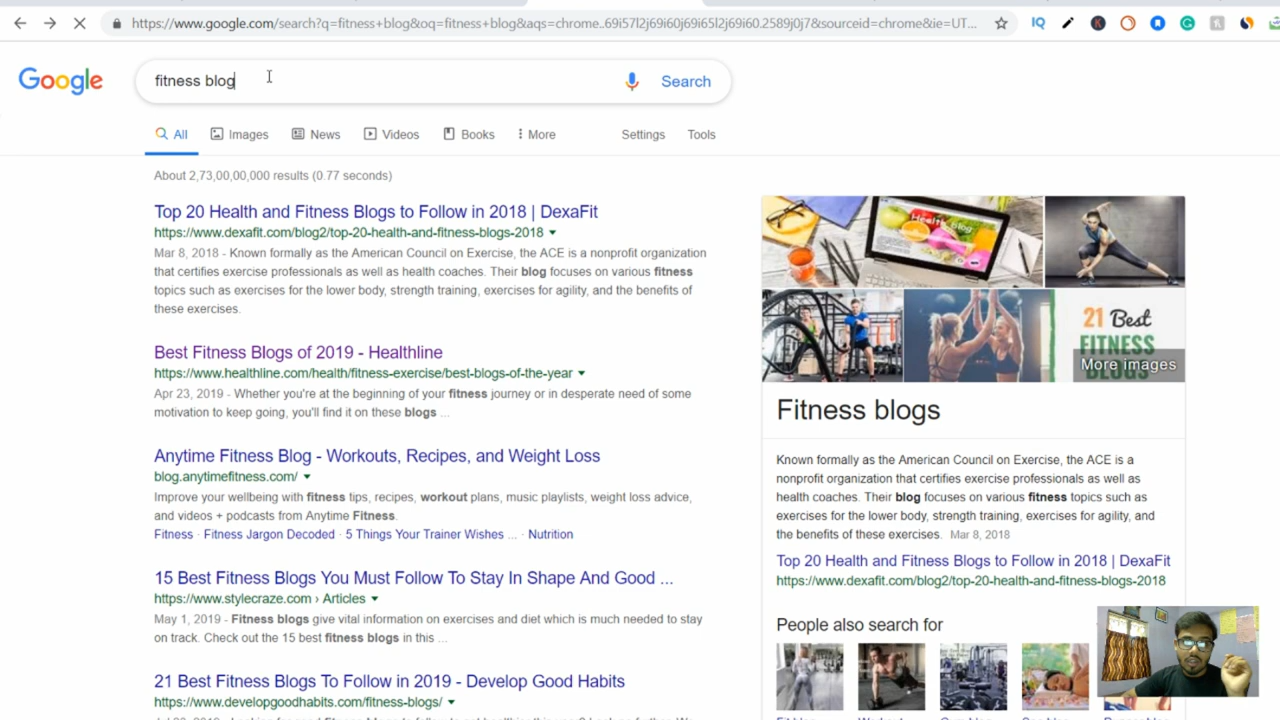 https://www.google.com/search?q=fitness+blog&oq=fitness+blog&aqs=chrome..69i57l2j69i60j69i65l2j69i60.2589j0j7&sourceid=chrome&ie=UT...
IQ
Google
fitness blog
Search
All
Images
News
Videos
Books
More
Settings
Tools
About 2,73,00,00,000 results (0.77 seconds)
Top 20 Health and Fitness Blogs to Follow in 2018 | DexaFit
https://www.dexafit.com/blog2/top-20-health-and-fitness-blogs-2018
Mar 8, 2018 - Known formally as the American Council on Exercise, the ACE is a nonprofit organization
that certifies exercise professionals as well as health coaches. Their blog focuses on various fitness
topics such as exercises for the lower body, strength training, exercises for agility, and the benefits of
these exercises.
Best Fitness Blogs of 2019 - Healthline
https://www.healthline.com/health/fitness-exercise/best-blogs-of-the-year
Apr 23, 2019 - Whether you're at the beginning of your fitness journey or in desperate need of some
motivation to keep going, you'll find it on these blogs ...
Anytime Fitness Blog - Workouts, Recipes, and Weight Loss
blog.anytimefitness.com/
Improve your wellbeing with fitness tips, recipes, workout plans, music playlists, weight loss advice,
and videos + podcasts from Anytime Fitness.
Fitness · Fitness Jargon Decoded · 5 Things Your Trainer Wishes ... · Nutrition
15 Best Fitness Blogs You Must Follow To Stay In Shape And Good ...
https://www.stylecraze.com › Articles
May 1, 2019 - Fitness blogs give vital information on exercises and diet which is much needed to stay
on track. Check out the 15 best fitness blogs in this ...
21 Best Fitness Blogs To Follow in 2019 - Develop Good Habits
https://www.developgoodhabits.com/fitness-blogs/
Health blog
21 Best
FITNESS
BLOGS
More images
Fitness blogs
Known formally as the American Council on Exercise, the ACE is a
nonprofit organization that certifies exercise professionals as well as
health coaches. Their blog focuses on various fitness topics such as
exercises for the lower body, strength training, exercises for agility, and
the benefits of these exercises. Mar 8, 2018
Top 20 Health and Fitness Blogs to Follow in 2018 | DexaFit
https://www.dexafit.com/blog2/top-20-health-and-fitness-blogs-2018
People also search for